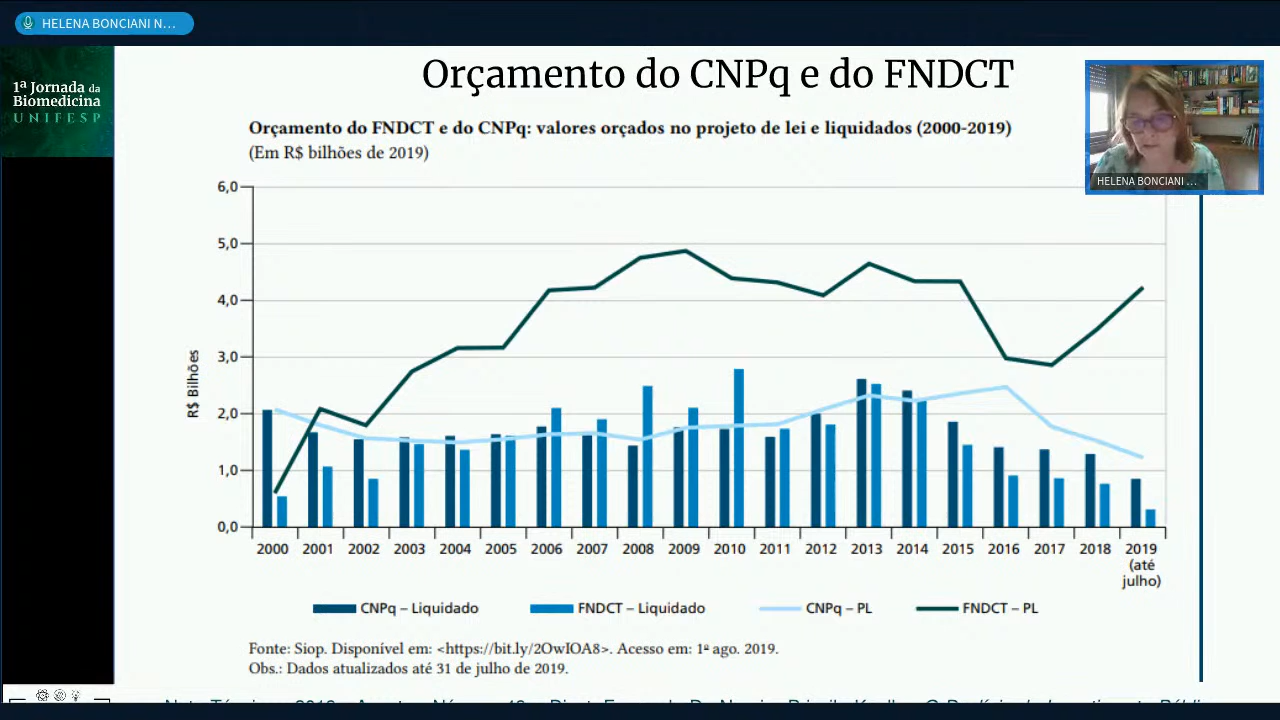 HELENA BONCIANI N...
1ª Jornada da
Biomedicina
UNIFESP
Orçamento do CNPq e do FNDCT
HELENA BONCIANI ...
Orçamento do FNDCT e do CNPq: valores orçados no projeto de lei e liquidados (2000-2019)
(Em R$ bilhões de 2019)
R$ Bilhões
6,0
5,0
4,0
3,0
2,0
1,0
0,0
2000 2001 2002 2003 2004 2005 2006 2007 2008 2009 2010 2011 2012 2013 2014 2015 2016 2017 2018 2019
(até
julho)
CNPq – Liquidado FNDCT – Liquidado CNPq – PL FNDCT – PL
Fonte: Siop. Disponível em: <https://bit.ly/2OwIOA8>. Acesso em: 1º ago. 2019.
Obs.: Dados atualizados até 31 de julho de 2019.